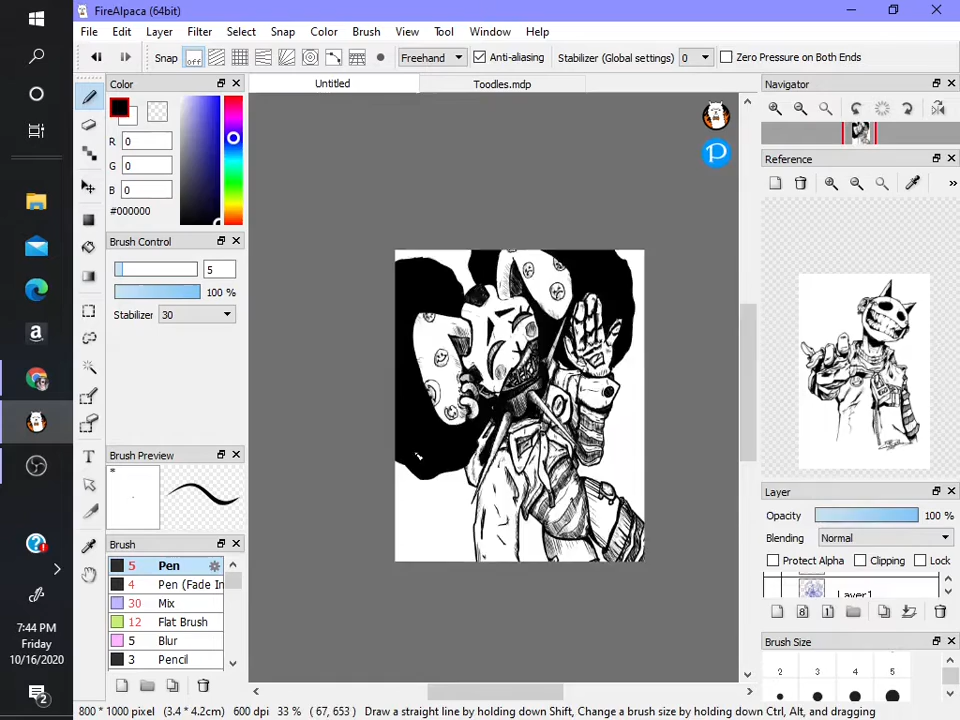 FireAlpaca (64bit)
File Edit Layer Filter Select Snap Color Brush View Tool Window Help
Snap off Freehand Anti-aliasing Stabilizer (Global settings) 0 Zero Pressure on Both Ends
Color
R 0
G 0
B 0
#000000
Brush Control
5
100 %
Stabilizer 30
Brush Preview
*
Brush
5 Pen
4 Pen (Fade In
30 Mix
12 Flat Brush
5 Blur
3 Pencil
Untitled Toodles.mdp
P
Navigator
Reference
»
Layer
Opacity 100 %
Blending Normal
Protect Alpha Clipping Lock
Layer1
8 1
Brush Size
2 3 4 5
7:44 PM
Friday
10/16/2020
2
800 * 1000 pixel (3.4 * 4.2cm) 600 dpi 33 % ( 67, 653 ) Draw a straight line by holding down Shift, Change a brush size by holding down Ctrl, Alt, and dragging